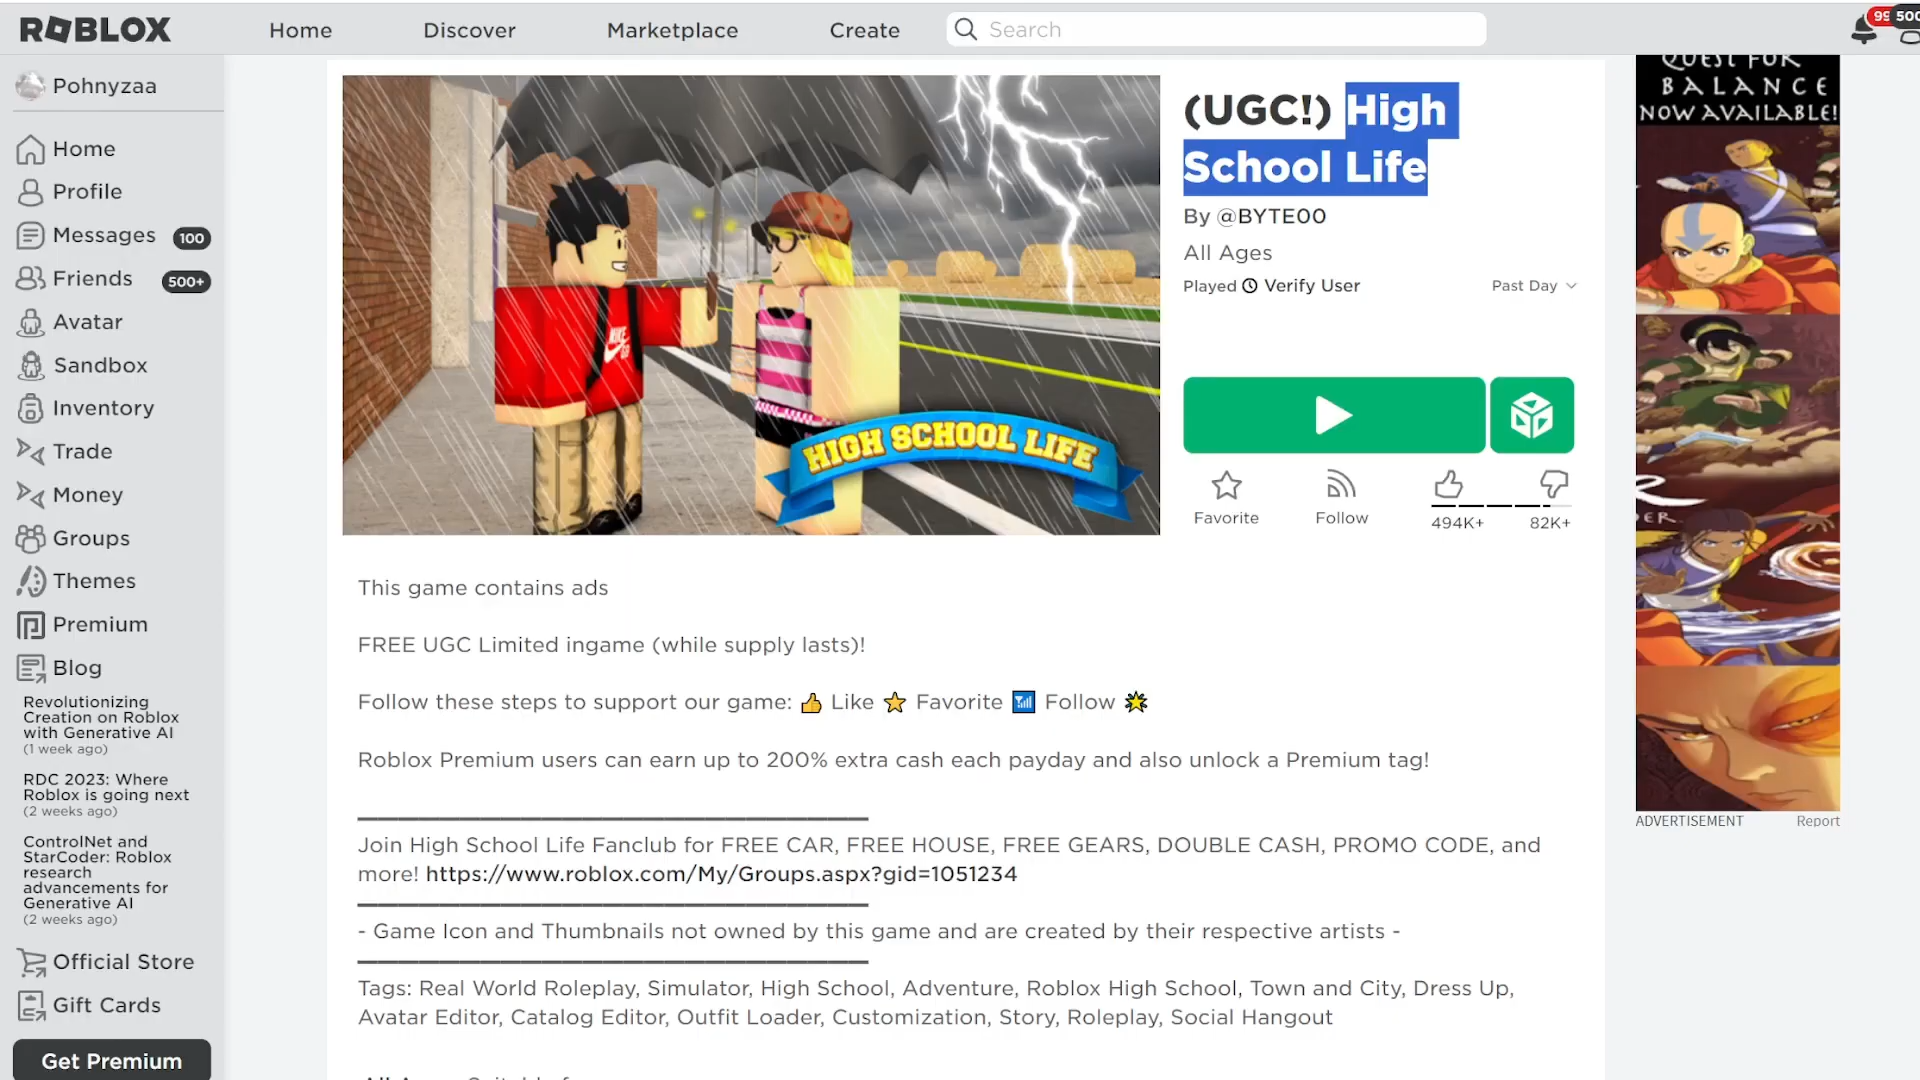 ROBLOX
Home
Discover
Marketplace
Create
Search
99
500
Pohnyzaa
Home
Profile
Messages 100
Friends 500+
Avatar
Sandbox
Inventory
Trade
Money
Groups
Themes
Premium
Blog
Revolutionizing
Creation on Roblox
with Generative AI
(1 week ago)
RDC 2023: Where
Roblox is going next
(2 weeks ago)
ControlNet and
StarCoder: Roblox
research
advancements for
Generative AI
(2 weeks ago)
Official Store
Gift Cards
Get Premium
NIKE
HIGH SCHOOL LIFE
(UGC!) High
School Life
By @BYTE00
All Ages
Played Verify User
Past Day
Favorite
Follow
494K+
82K+
This game contains ads
FREE UGC Limited ingame (while supply lasts)!
Follow these steps to support our game: 👍 Like ⭐ Favorite 📶 Follow 🌟
Roblox Premium users can earn up to 200% extra cash each payday and also unlock a Premium tag!
Join High School Life Fanclub for FREE CAR, FREE HOUSE, FREE GEARS, DOUBLE CASH, PROMO CODE, and
more! https://www.roblox.com/My/Groups.aspx?gid=1051234
- Game Icon and Thumbnails not owned by this game and are created by their respective artists -
Tags: Real World Roleplay, Simulator, High School, Adventure, Roblox High School, Town and City, Dress Up,
Avatar Editor, Catalog Editor, Outfit Loader, Customization, Story, Roleplay, Social Hangout
QUEST FOR
BALANCE
NOW AVAILABLE!
ADVERTISEMENT
Report